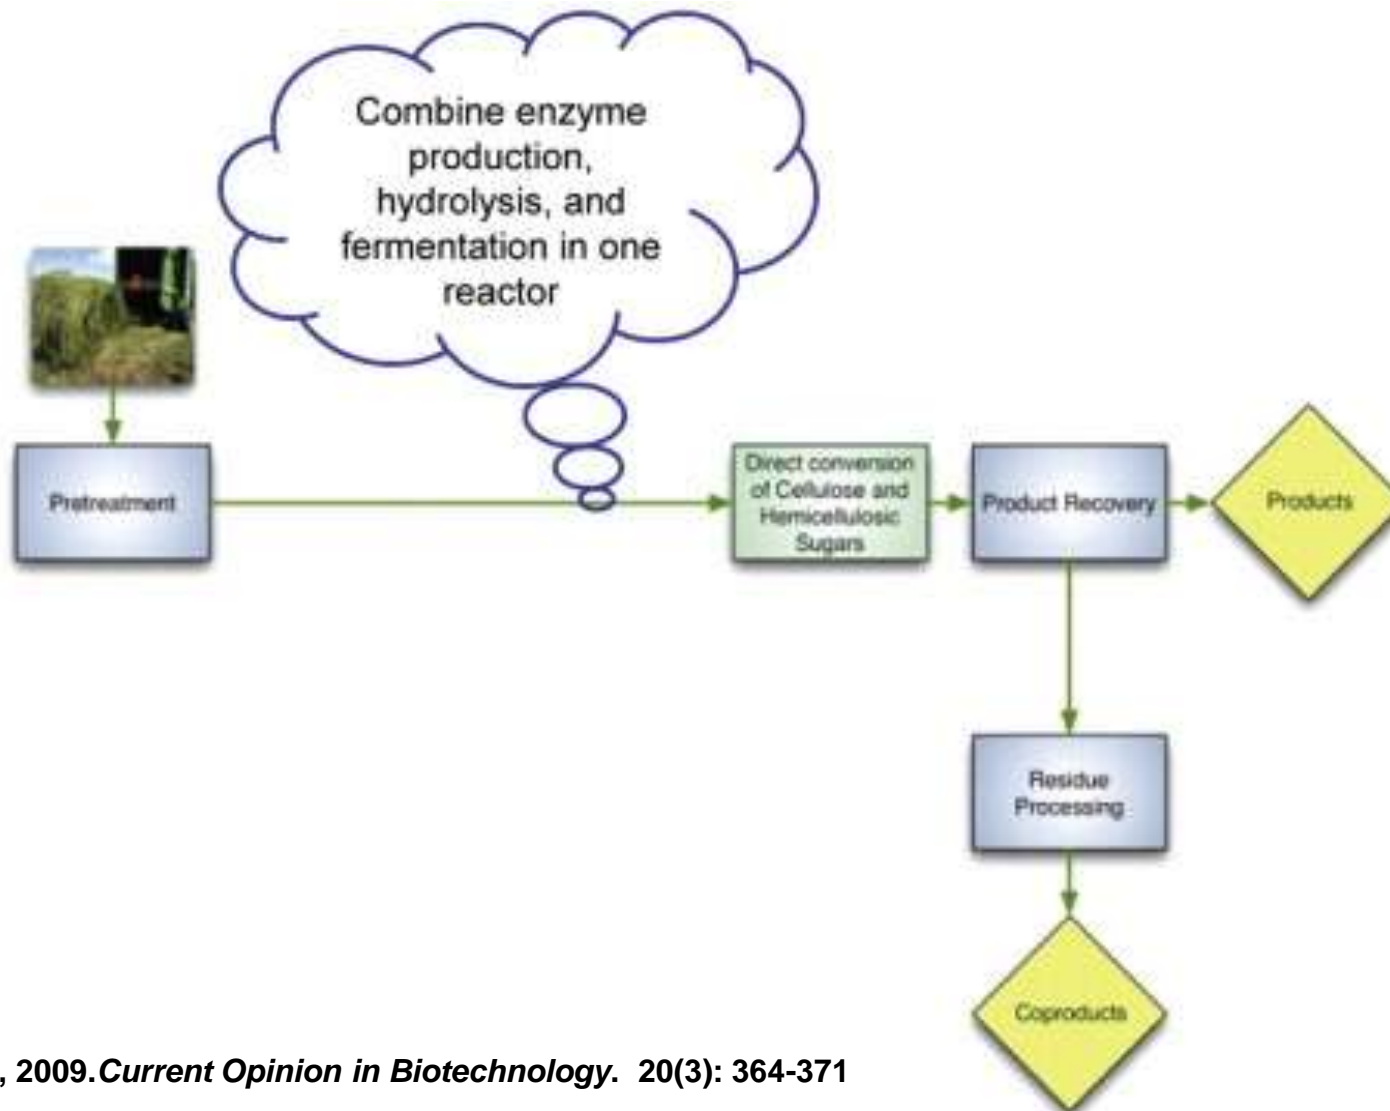 Combine enzyme
production,
hydrolysis, and
fermentation in one
reactor
Pretreatment
Direct conversion
of Cellulose and
Hemicellulosic
Sugars
Product Recovery
Products
Residue
Processing
Coproducts
, 2009.Current Opinion in Biotechnology. 20(3): 364-371